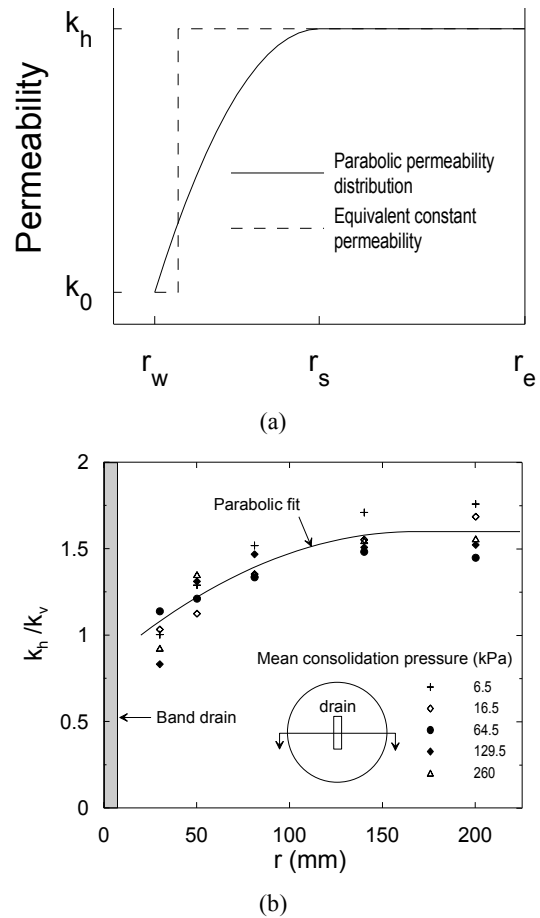 Permeability
k_h
k_0
Parabolic permeability
distribution
Equivalent constant
permeability
r_w
r_s
r_e
(a)
k_h /k_v
2
1.5
1
0.5
0
Parabolic fit
Mean consolidation pressure (kPa)
drain
6.5
16.5
64.5
129.5
260
Band drain
0
50
100
150
200
r (mm)
(b)